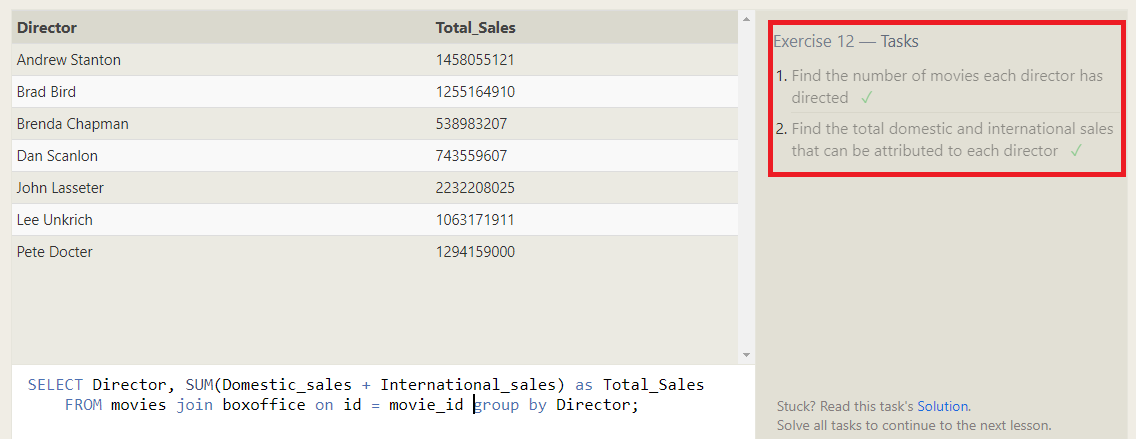 Director Total_Sales
Andrew Stanton 1458055121
Brad Bird 1255164910
Brenda Chapman 538983207
Dan Scanlon 743559607
John Lasseter 2232208025
Lee Unkrich 1063171911
Pete Docter 1294159000
SELECT Director, SUM(Domestic_sales + International_sales) as Total_Sales
FROM movies join boxoffice on id = movie_id group by Director;
Exercise 12 — Tasks
1. Find the number of movies each director has
directed ✓
2. Find the total domestic and international sales
that can be attributed to each director ✓
Stuck? Read this task's Solution.
Solve all tasks to continue to the next lesson.